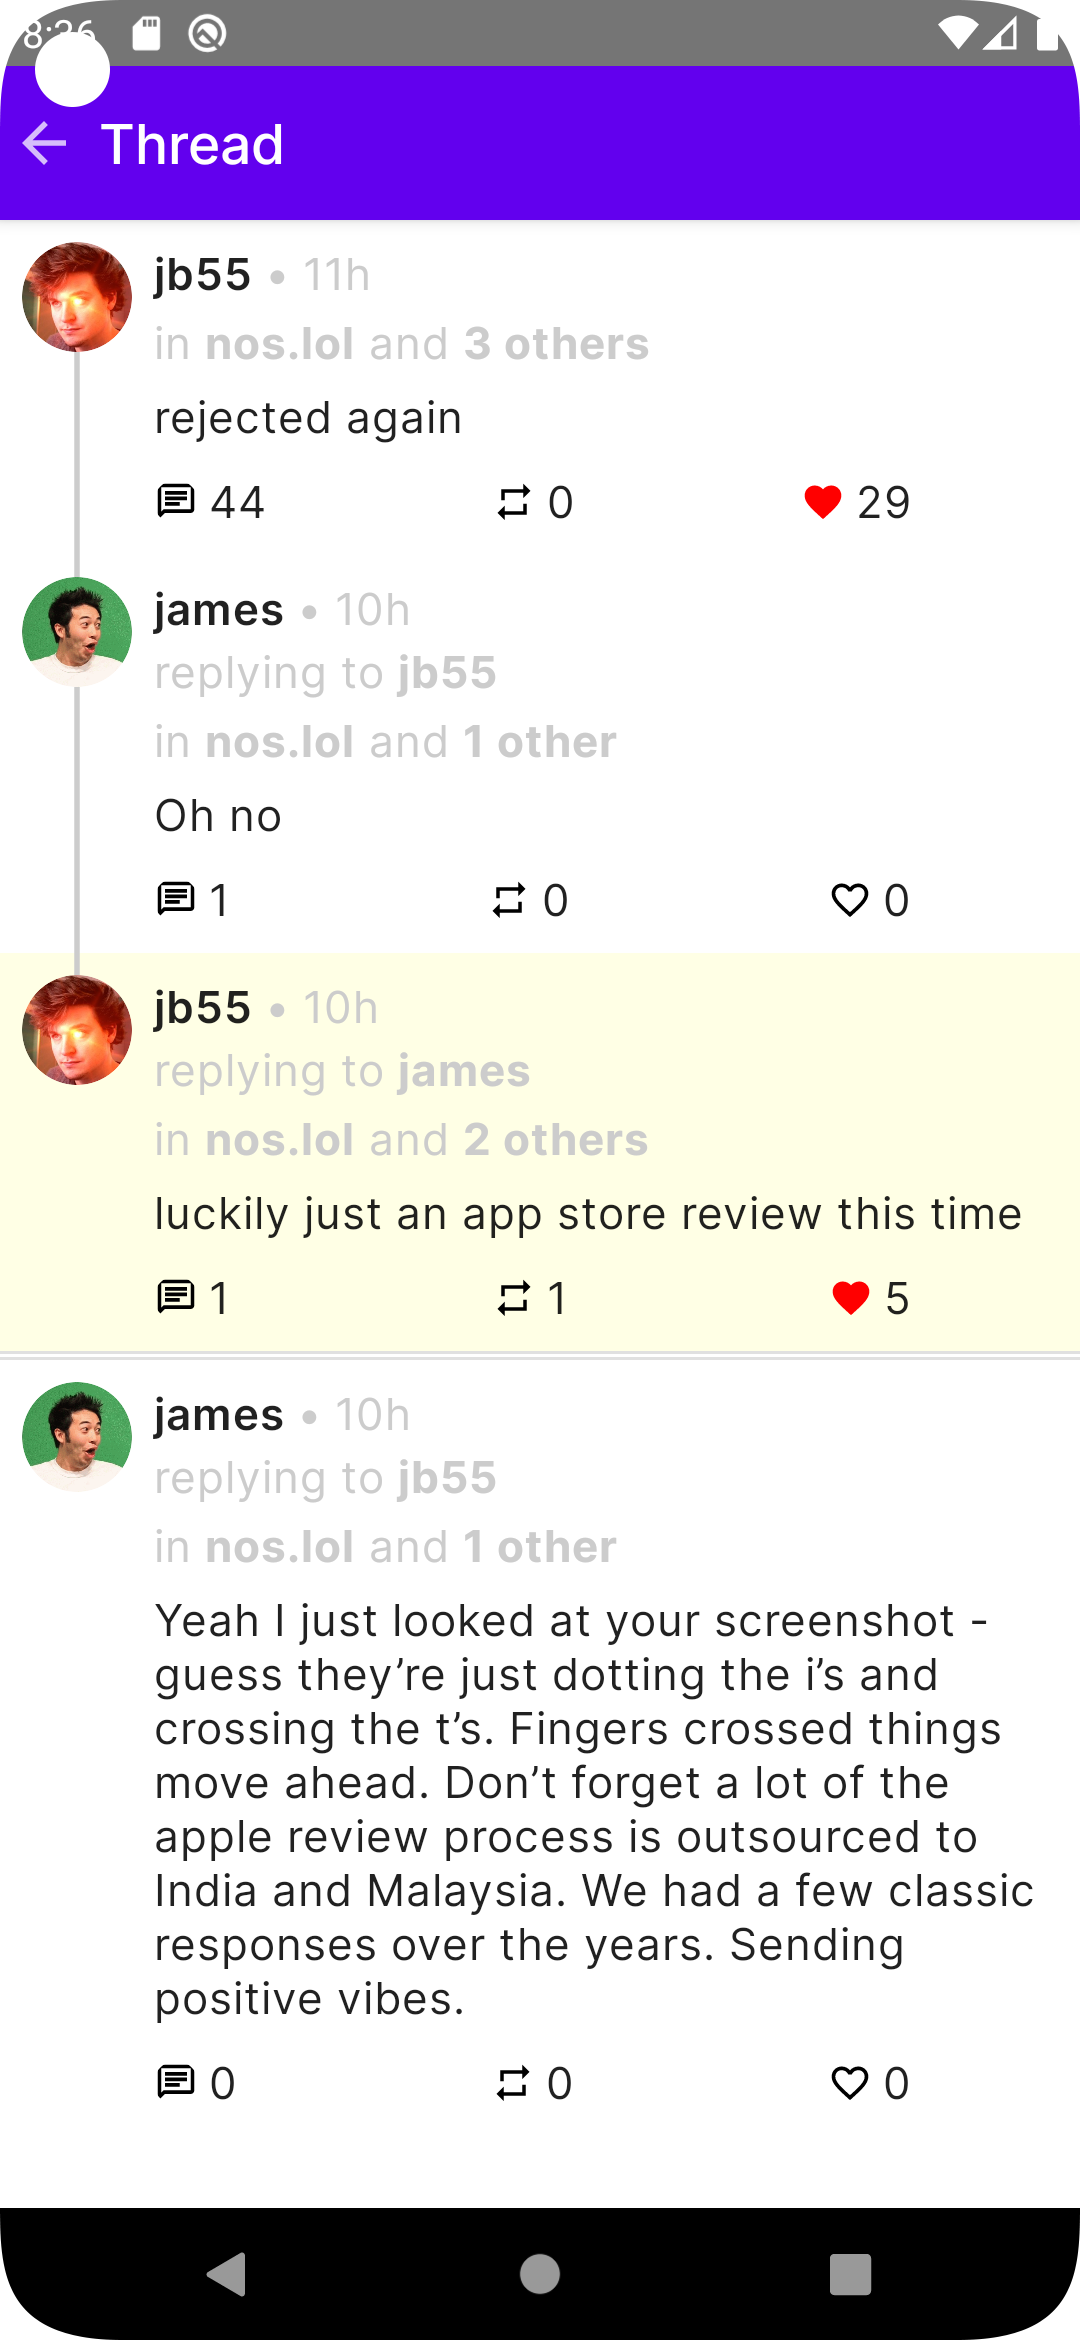 Thread
jb55 • 11h
in nos.lol and 3 others
rejected again
44 0 29
james • 10h
replying to jb55
in nos.lol and 1 other
Oh no
1 0 0
jb55 • 10h
replying to james
in nos.lol and 2 others
luckily just an app store review this time
1 1 5
james • 10h
replying to jb55
in nos.lol and 1 other
Yeah I just looked at your screenshot -
guess they’re just dotting the i’s and
crossing the t’s. Fingers crossed things
move ahead. Don’t forget a lot of the
apple review process is outsourced to
India and Malaysia. We had a few classic
responses over the years. Sending
positive vibes.
0 0 0